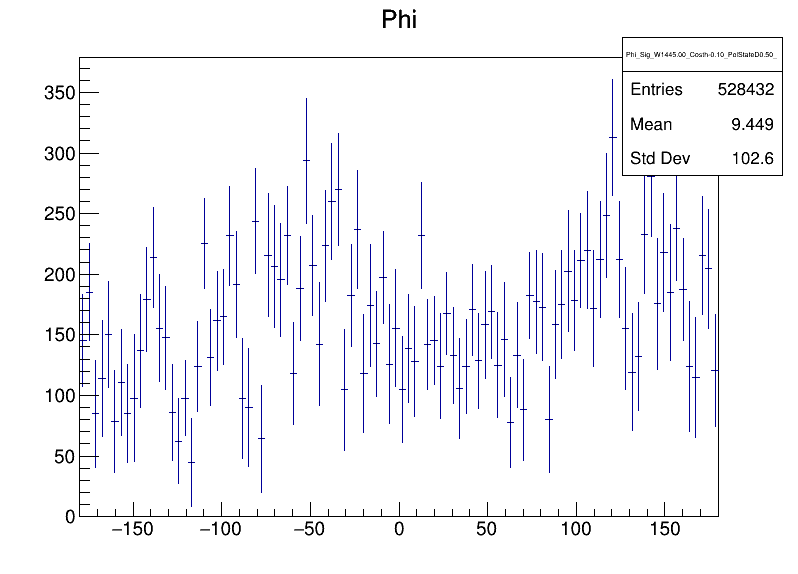 Phi
Phi_Sig_W1445.00_Costh-0.10_PolStateD0.50_
Entries 528432
Mean 9.449
Std Dev 102.6
350
300
250
200
150
100
50
0
−150 −100 −50 0 50 100 150